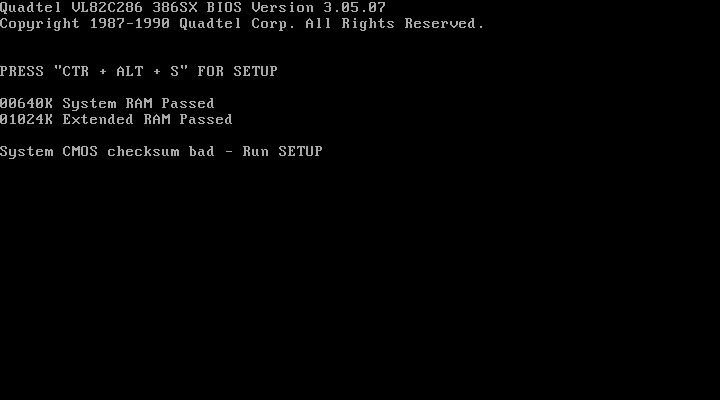 Quadtel VL82C286 386SX BIOS Version 3.05.07
Copyright 1987-1990 Quadtel Corp. All Rights Reserved.
PRESS "CTR + ALT + S" FOR SETUP
00640K System RAM Passed
01024K Extended RAM Passed
System CMOS checksum bad - Run SETUP